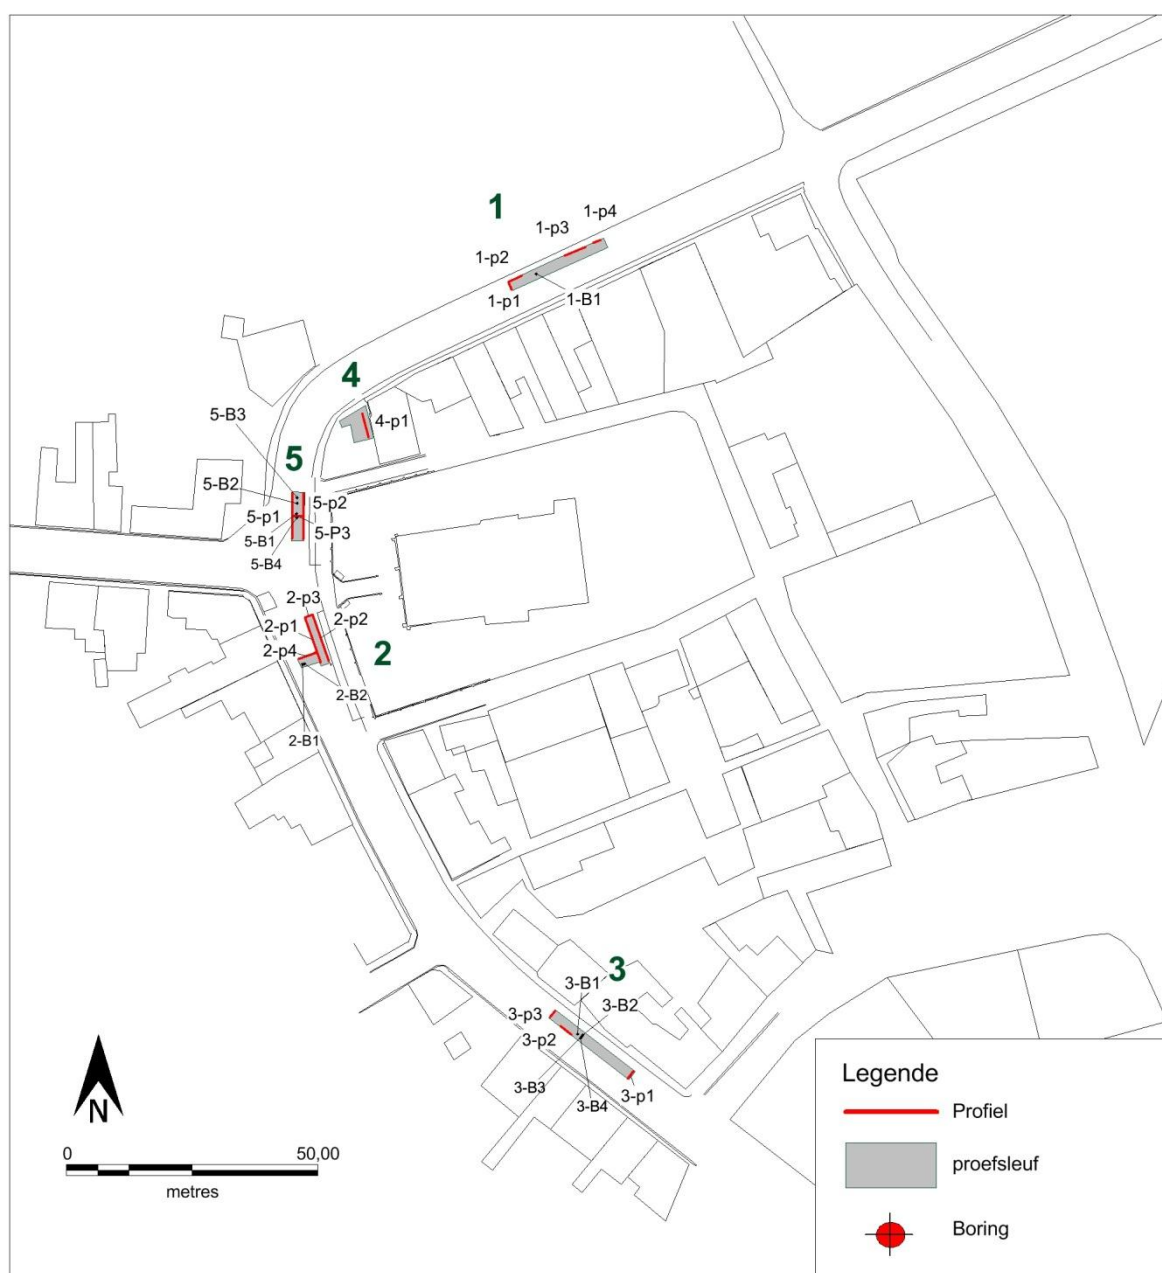 1
1-p4
1-p3
1-p2
1-p1
1-B1
4
4-p1
5-B3
5
5-B2
5-p2
5-p1
5-P3
5-B1
5-B4
2-p3
2-p2
2-p1
2-p4
2
2-B2
2-B1
3
3-B1
3-B2
3-p3
3-p2
3-B3
3-B4
3-p1
N
0
50,00
metres
Legende
Profiel
proefsleuf
Boring